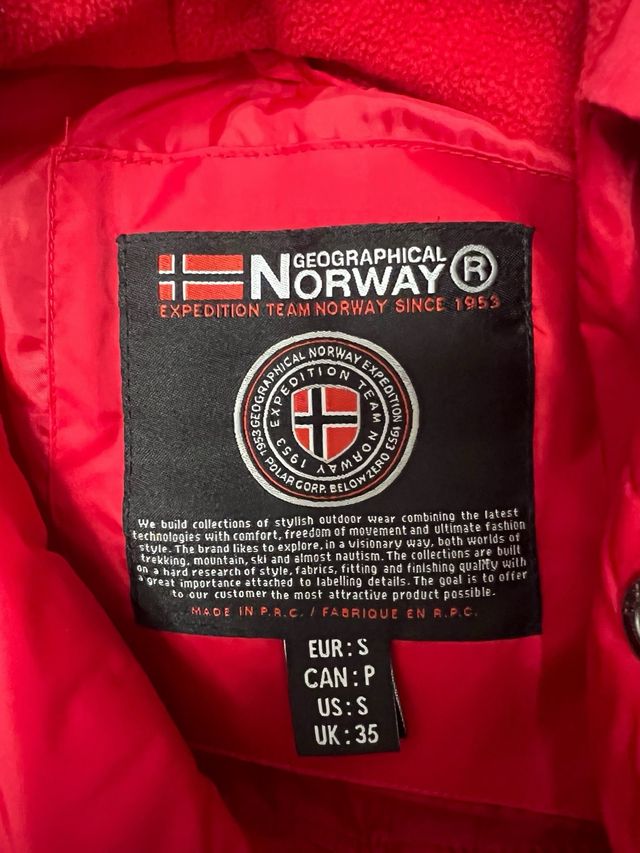 GEOGRAPHICAL
NORWAY ®
EXPEDITION TEAM NORWAY SINCE 1953
1953 GEOGRAPHICAL NORWAY EXPEDITION 1953
POLAR CORP. BELOW ZERO
EXPEDITION TEAM NORWAY 1953
We build collections of stylish outdoor wear combining the latest
technologies with comfort, freedom of movement and ultimate fashion
style. The brand likes to explore, in a visionary way, both worlds of
trekking, mountain, ski and almost nautism. The collections are built
on a hard research of style, fabrics, fitting and finishing quality with
a great importance attached to labelling details. The goal is to offer
to our customer the most attractive product possible.
MADE IN P.R.C. / FABRIQUE EN R.P.C.
EUR: S
CAN: P
US: S
UK: 35